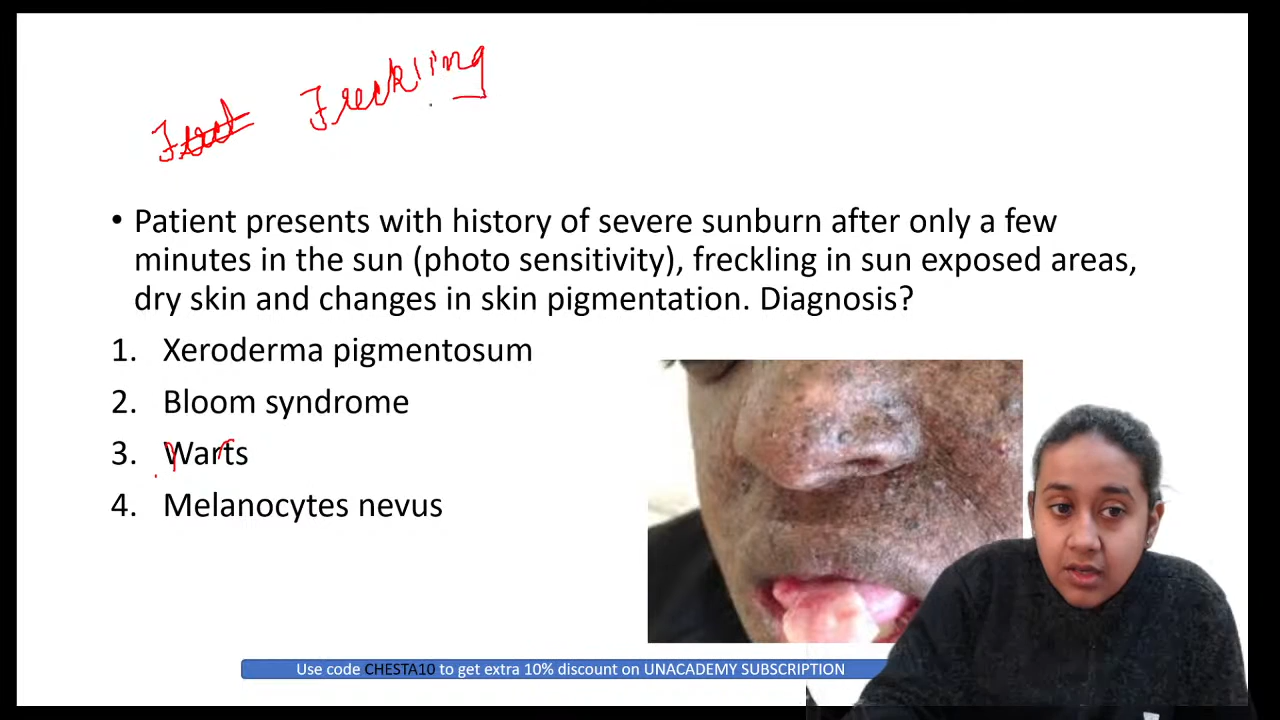 Freckling
• Patient presents with history of severe sunburn after only a few
minutes in the sun (photo sensitivity), freckling in sun exposed areas,
dry skin and changes in skin pigmentation. Diagnosis?
1. Xeroderma pigmentosum
2. Bloom syndrome
3. Warts
4. Melanocytes nevus
Use code CHESTA10 to get extra 10% discount on UNACADEMY SUBSCRIPTION